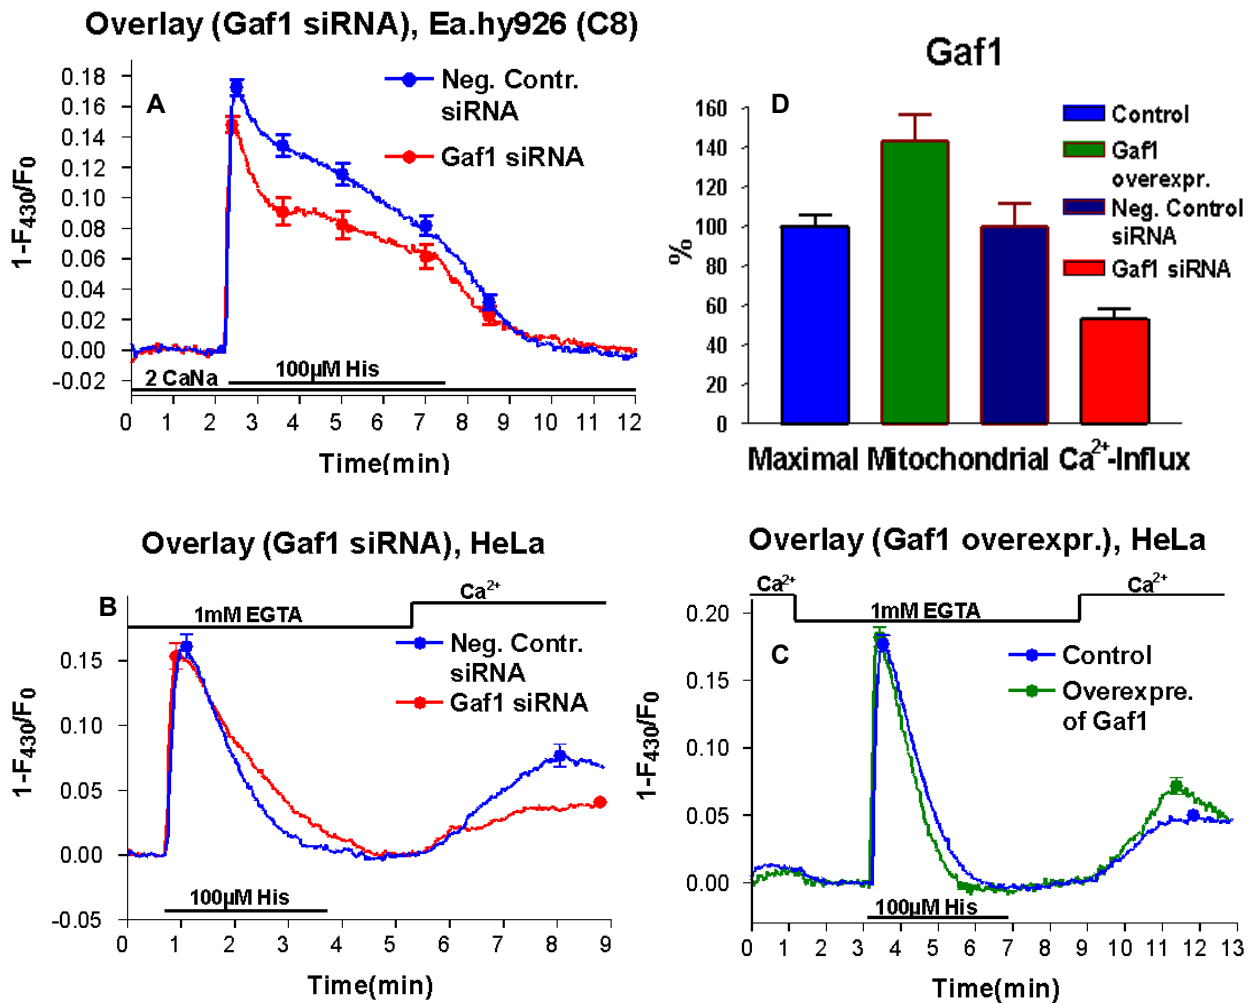 Overlay (Gaf1 siRNA), Ea.hy926 (C8)
A
Neg. Contr.
siRNA
Gaf1 siRNA
1-F430/F0
0.18
0.16
0.14
0.12
0.10
0.08
0.06
0.04
0.02
0.00
-0.02
2 CaNa
100µM His
0 1 2 3 4 5 6 7 8 9 10 11 12
Time(min)
Gaf1
D
Control
Gaf1
overexpr.
Neg. Control
siRNA
Gaf1 siRNA
%
160
140
120
100
80
60
40
20
0
Maximal Mitochondrial Ca2+-Influx
Overlay (Gaf1 siRNA), HeLa
B
Ca2+
1mM EGTA
Neg. Contr.
siRNA
Gaf1 siRNA
1-F430/F0
0.15
0.10
0.05
0.00
-0.05
100µM His
0 1 2 3 4 5 6 7 8 9
Time(min)
Overlay (Gaf1 overexpr.), HeLa
Ca2+
Ca2+
1mM EGTA
C
Control
Overexpre.
of Gaf1
1-F430/F0
0.20
0.15
0.10
0.05
0.00
100µM His
0 1 2 3 4 5 6 7 8 9 10 11 12 13
Time(min)